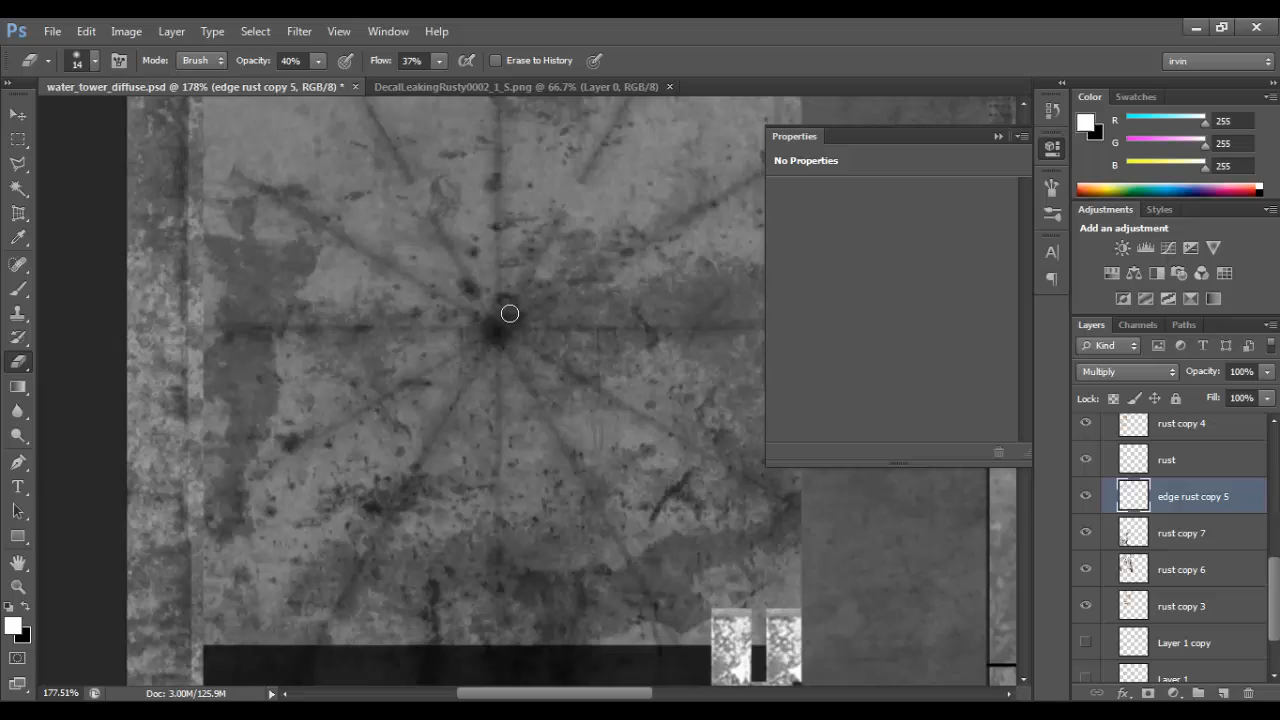 Ps File Edit Image Layer Type Select Filter View Window Help
14 Mode: Brush Opacity: 40% Flow: 37% Erase to History irvin
water_tower_diffuse.psd @ 178% (edge rust copy 5, RGB/8) * × DecalLeakingRusty0002_1_S.png @ 66.7% (Layer 0, RGB/8) ×
Properties
No Properties
Color Swatches
R 255
G 255
B 255
Adjustments Styles
Add an adjustment
Layers Channels Paths
Kind
Multiply Opacity: 100%
Lock: Fill: 100%
rust copy 4
rust
edge rust copy 5
rust copy 7
rust copy 6
rust copy 3
Layer 1 copy
Layer 1
177.51% Doc: 3.00M/125.9M